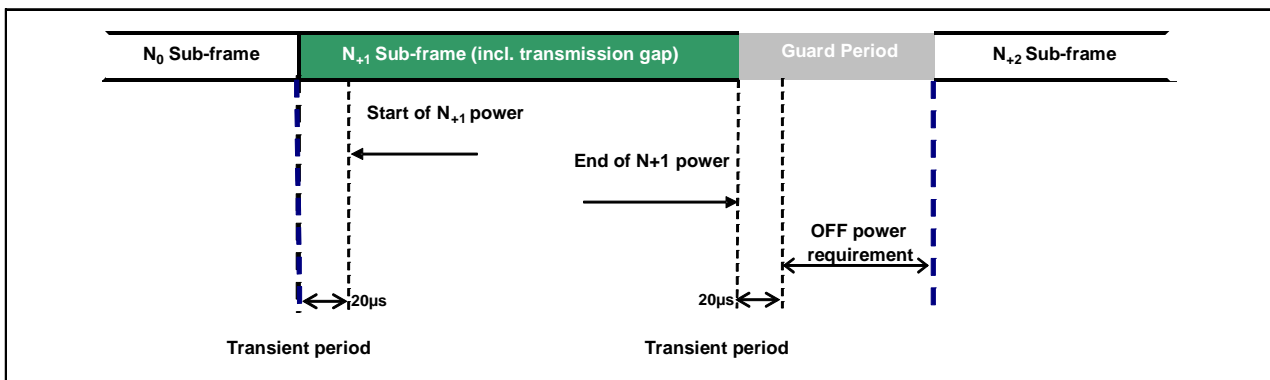 N0 Sub-frame
N+1 Sub-frame (incl. transmission gap)
Guard Period
N+2 Sub-frame
Start of N+1 power
End of N+1 power
OFF power
requirement
20µs
20µs
Transient period
Transient period